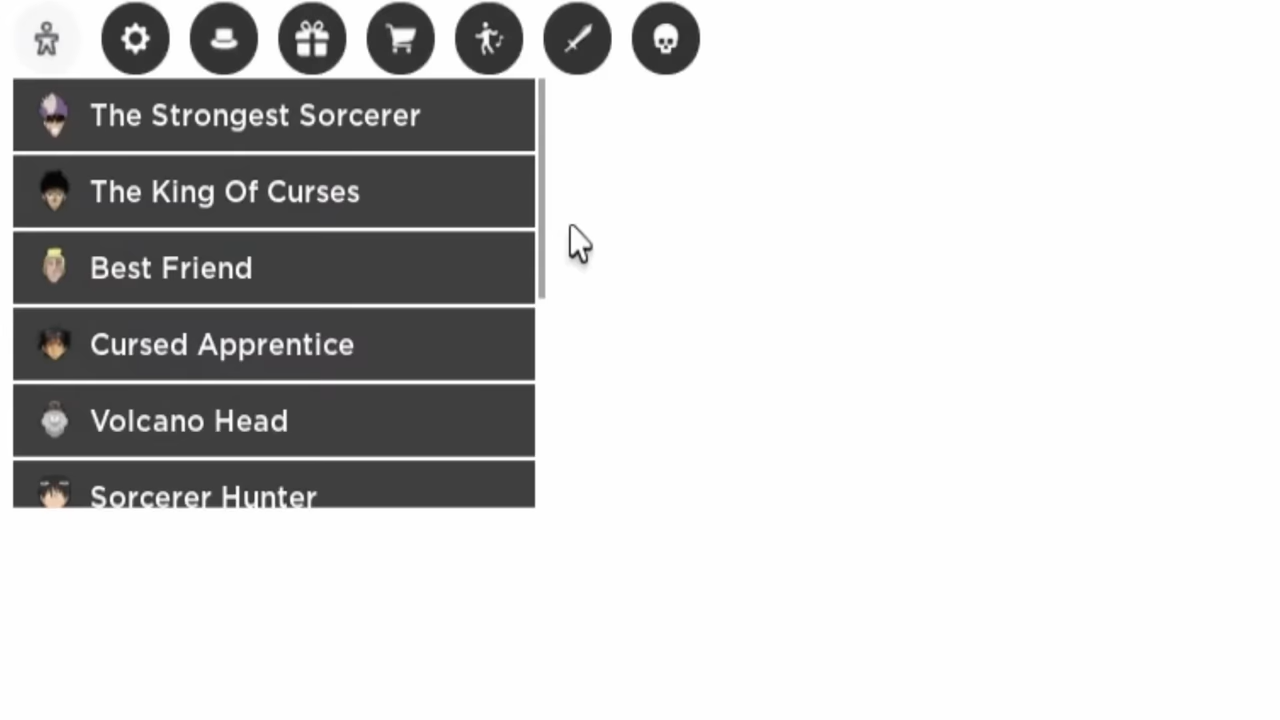 The Strongest Sorcerer
The King Of Curses
Best Friend
Cursed Apprentice
Volcano Head
Sorcerer Hunter